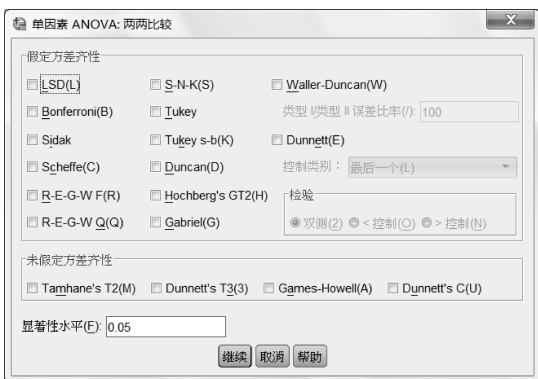 单因素 ANOVA: 两两比较
假定方差齐性
LSD(L) S-N-K(S) Waller-Duncan(W)
Bonferroni(B) Tukey 类型 I/类型 II 误差比率(/): 100
Sidak Tukey s-b(K) Dunnett(E)
Scheffe(C) Duncan(D) 控制类别： 最后一个(L)
R-E-G-W F(R) Hochberg's GT2(H) 检验
R-E-G-W Q(Q) Gabriel(G) 双侧(2) < 控制(O) > 控制(N)
未假定方差齐性
Tamhane's T2(M) Dunnett's T3(3) Games-Howell(A) Dunnett's C(U)
显著性水平(F): 0.05
继续 取消 帮助